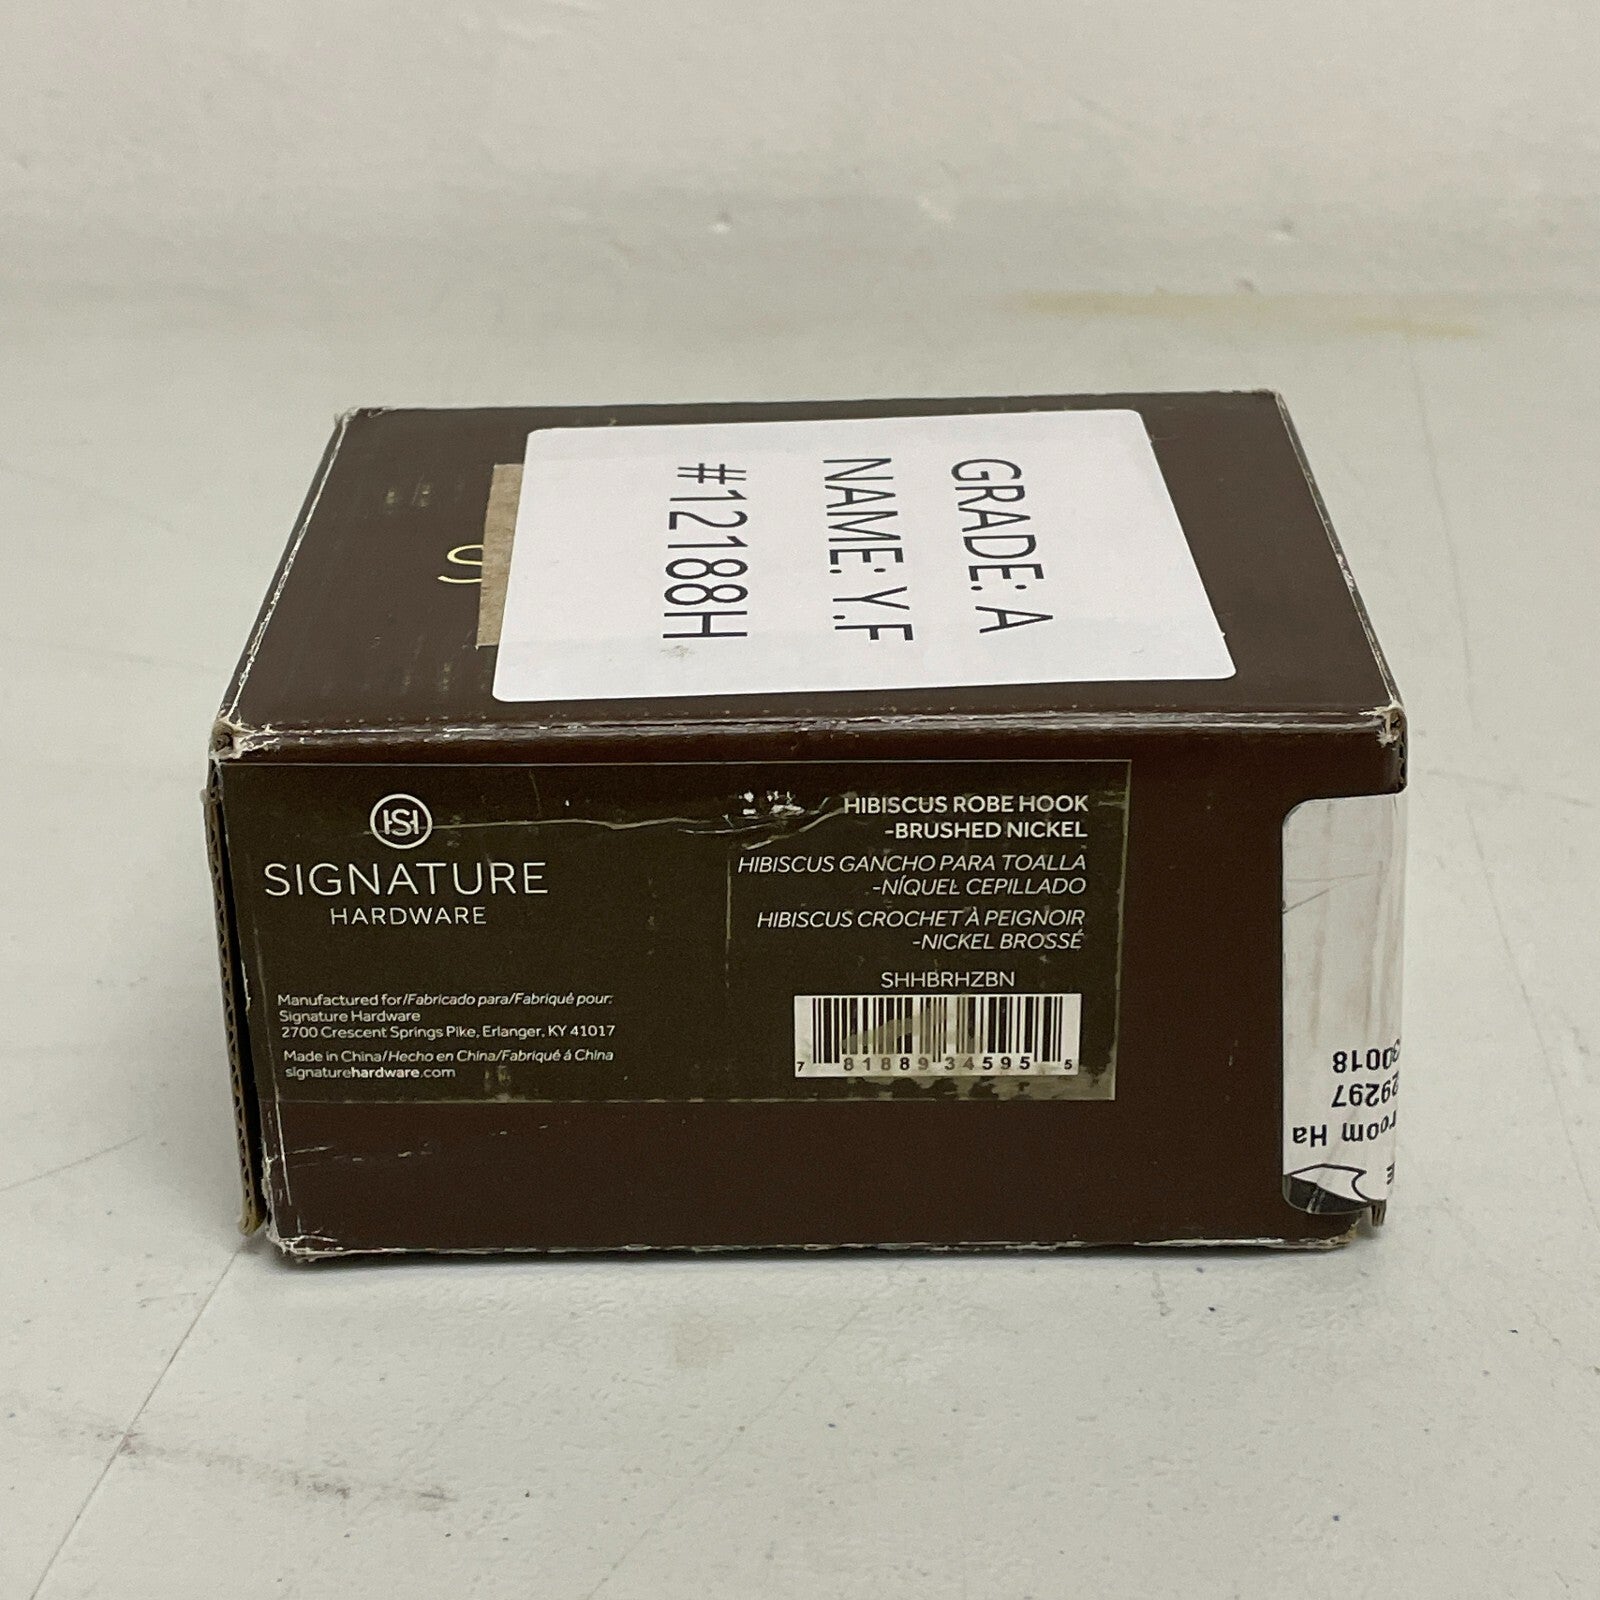 GRADE: A
NAME: Y.F
#12188H
S
SIGNATURE
HARDWARE
Manufactured for/Fabricado para/Fabriqué pour:
Signature Hardware
2700 Crescent Springs Pike, Erlanger, KY 41017
Made in China/Hecho en China/Fabriqué á China
signaturehardware.com
HIBISCUS ROBE HOOK
-BRUSHED NICKEL
HIBISCUS GANCHO PARA TOALLA
-NÍQUEL CEPILLADO
HIBISCUS CROCHET À PEIGNOIR
-NICKEL BROSSÉ
SHHBRHZBN
7 81889 34595 5
room Ha
29297
30018